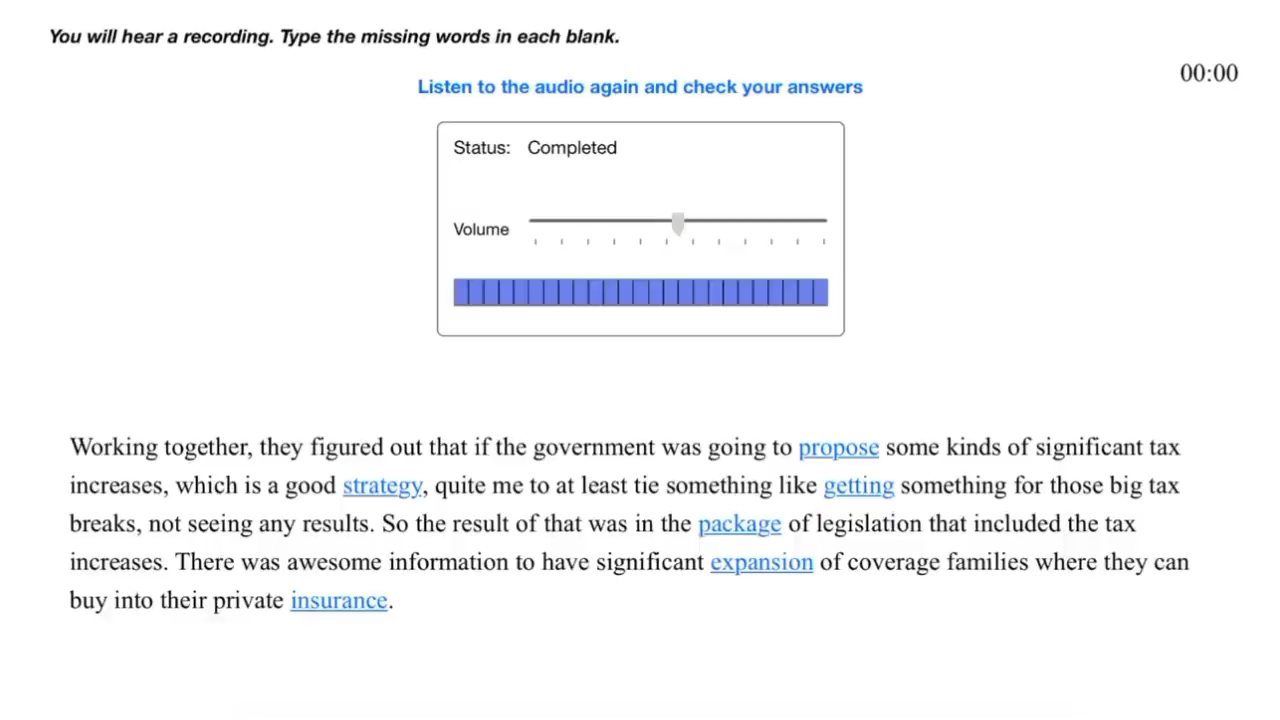 You will hear a recording. Type the missing words in each blank.
00:00
Listen to the audio again and check your answers
Status: Completed
Volume
Working together, they figured out that if the government was going to propose some kinds of significant tax
increases, which is a good strategy, quite me to at least tie something like getting something for those big tax
breaks, not seeing any results. So the result of that was in the package of legislation that included the tax
increases. There was awesome information to have significant expansion of coverage families where they can
buy into their private insurance.